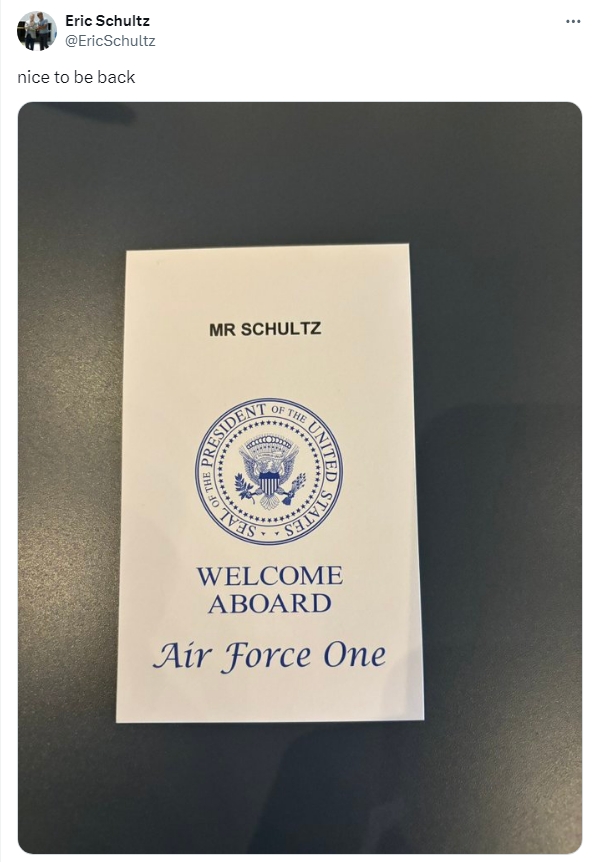 Eric Schultz
@EricSchultz
nice to be back
MR SCHULTZ
SEAL OF THE PRESIDENT OF THE UNITED STATES
WELCOME
ABOARD
Air Force One